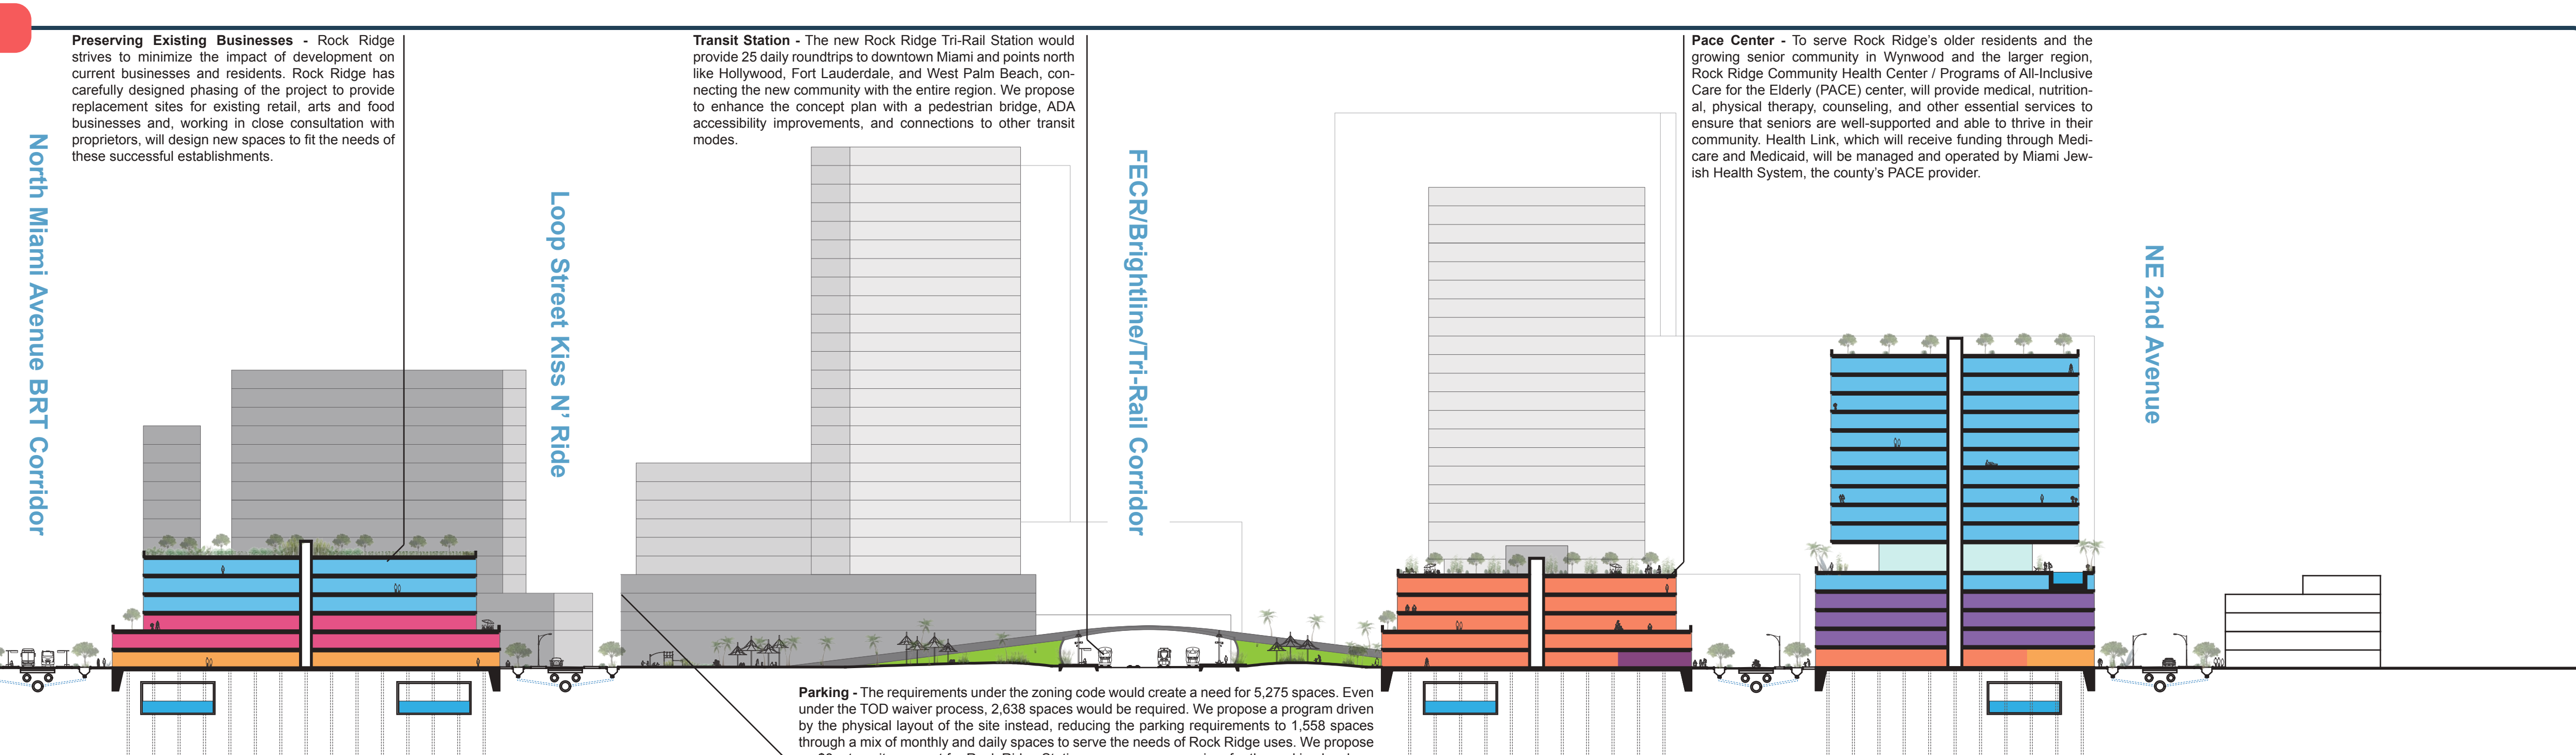 Preserving Existing Businesses - Rock Ridge
strives to minimize the impact of development on
current businesses and residents. Rock Ridge has
carefully designed phasing of the project to provide
replacement sites for existing retail, arts and food
businesses and, working in close consultation with
proprietors, will design new spaces to fit the needs of
these successful establishments.
Transit Station - The new Rock Ridge Tri-Rail Station would
provide 25 daily roundtrips to downtown Miami and points north
like Hollywood, Fort Lauderdale, and West Palm Beach, con-
necting the new community with the entire region. We propose
to enhance the concept plan with a pedestrian bridge, ADA
accessibility improvements, and connections to other transit
modes.
Pace Center - To serve Rock Ridge's older residents and the
growing senior community in Wynwood and the larger region,
Rock Ridge Community Health Center / Programs of All-Inclusive
Care for the Elderly (PACE) center, will provide medical, nutrition-
al, physical therapy, counseling, and other essential services to
ensure that seniors are well-supported and able to thrive in their
community. Health Link, which will receive funding through Medi-
care and Medicaid, will be managed and operated by Miami Jew-
ish Health System, the county's PACE provider.
North Miami Avenue BRT Corridor
Loop Street Kiss N' Ride
FECR/Brightline/Tri-Rail Corridor
NE 2nd Avenue
Parking - The requirements under the zoning code would create a need for 5,275 spaces. Even
under the TOD waiver process, 2,638 spaces would be required. We propose a program driven
by the physical layout of the site instead, reducing the parking requirements to 1,558 spaces
through a mix of monthly and daily spaces to serve the needs of Rock Ridge uses. We propose